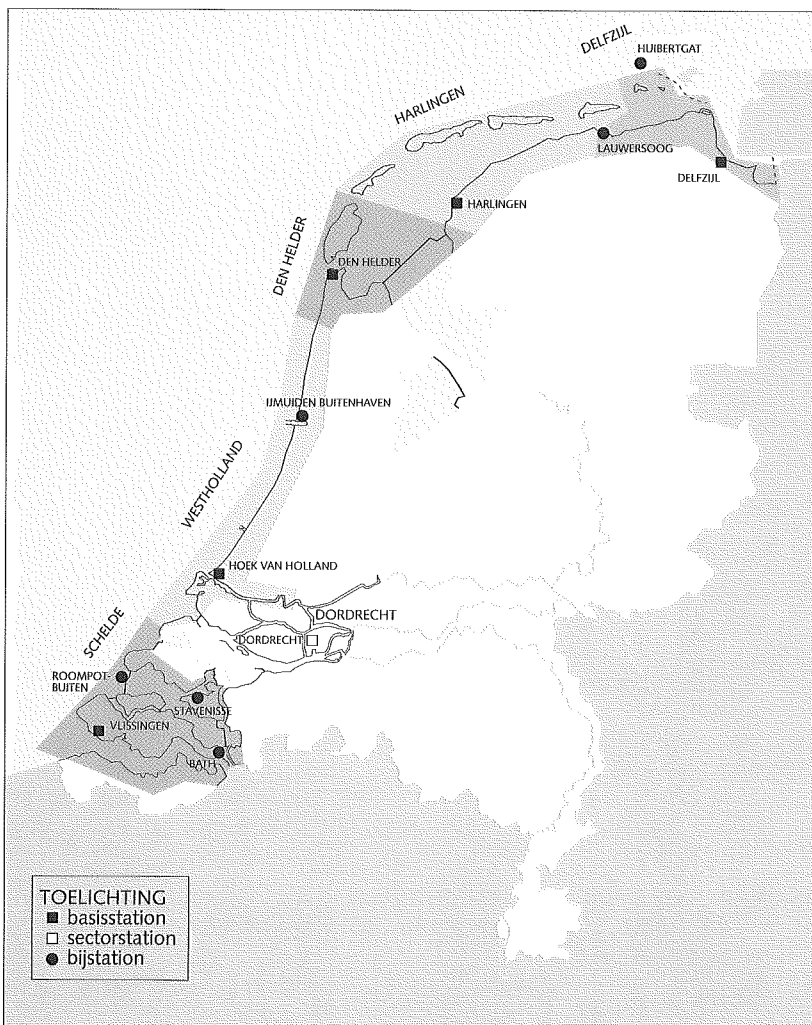 DELFZIJL
HUIBERTGAT
HARLINGEN
LAUWERSOOG
DELFZIJL
HARLINGEN
DEN HELDER
DEN HELDER
IJMUIDEN BUITENHAVEN
WESTHOLLAND
HOEK VAN HOLLAND
DORDRECHT
DORDRECHT
SCHELDE
ROOMPOT-
BUITEN
STAVENISSE
VLISSINGEN
BATH
TOELICHTING
basisstation
sectorstation
bijstation